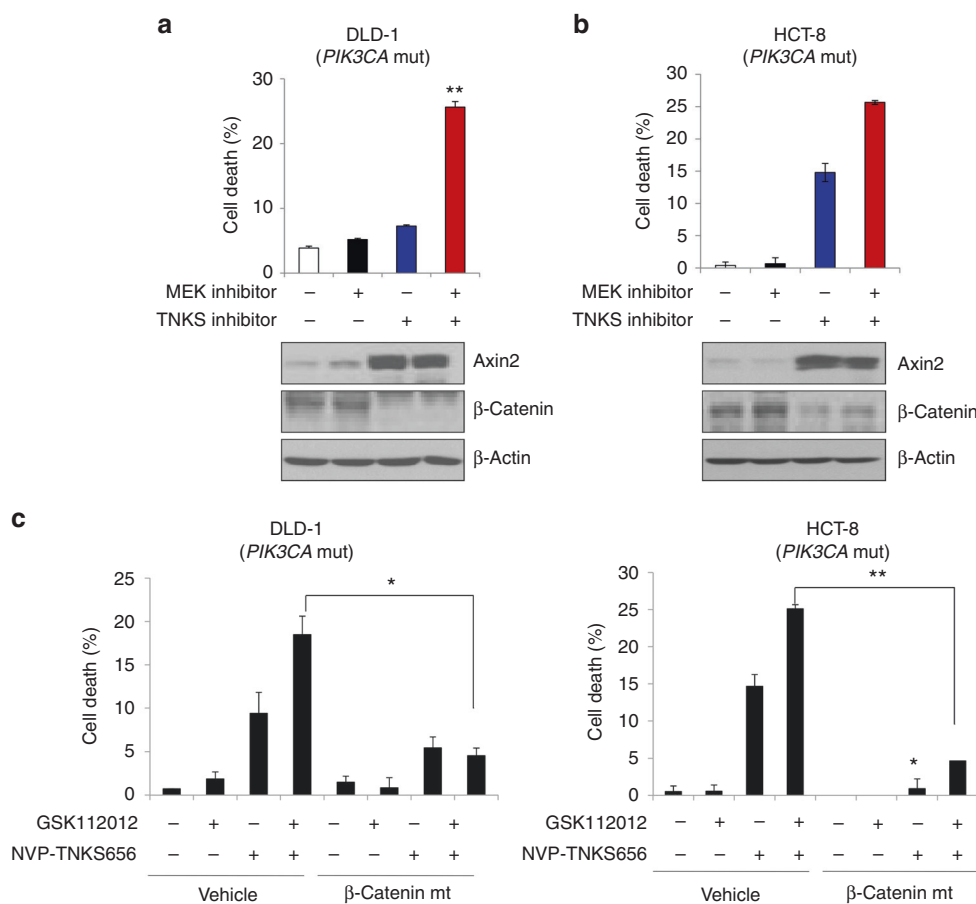 a
DLD-1
(PIK3CA mut)
**
30
20
10
0
Cell death (%)
MEK inhibitor – + – +
TNKS inhibitor – – + +
Axin2
β-Catenin
β-Actin
b
HCT-8
(PIK3CA mut)
30
25
20
15
10
5
0
Cell death (%)
MEK inhibitor – + – +
TNKS inhibitor – – + +
Axin2
β-Catenin
β-Actin
c
DLD-1
(PIK3CA mut)
*
25
20
15
10
5
0
Cell death (%)
GSK112012 – + – + – + – +
NVP-TNKS656 – – + + – – + +
Vehicle β-Catenin mt
HCT-8
(PIK3CA mut)
**
30
25
20
15
10
5
0
Cell death (%)
*
GSK112012 – + – + – + – +
NVP-TNKS656 – – + + – – + +
Vehicle β-Catenin mt